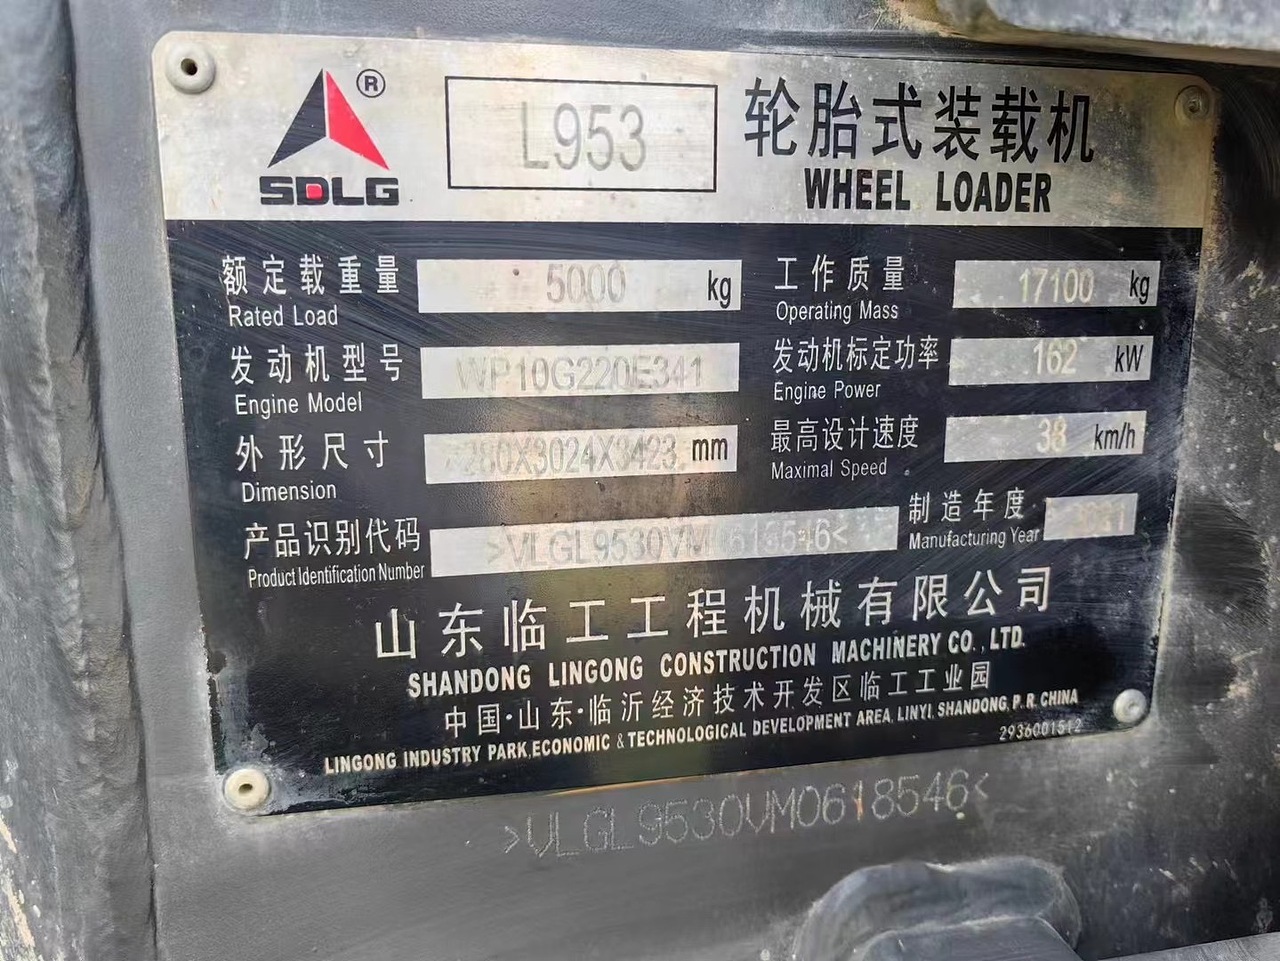 ®
SDLG
L953
轮胎式装载机
WHEEL LOADER
额定载重量 5000 kg 工作质量 17100 kg
Rated Load Operating Mass
发动机型号 WP10G220E341 发动机标定功率 162 kW
Engine Model Engine Power
外形尺寸 X3024X3423 mm 最高设计速度 38 km/h
Dimension Maximal Speed
产品识别代码 >VLGL9530VM0618546< 制造年度
Product Identification Number Manufacturing Year
山东临工工程机械有限公司
SHANDONG LINGONG CONSTRUCTION MACHINERY CO., LTD.
中国·山东·临沂经济技术开发区临工工业园
LINGONG INDUSTRY PARK,ECONOMIC & TECHNOLOGICAL DEVELOPMENT AREA, LINYI, SHANDONG, P. R. CHINA
2936001512
>VLGL9530VM0618546<